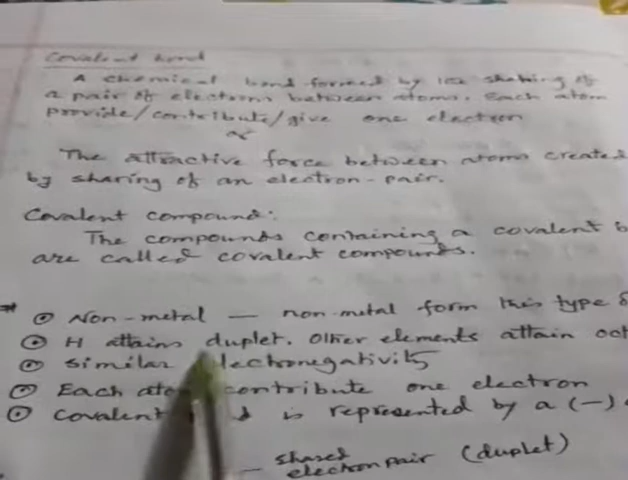 Covalent bond
A chemical bond formed by the sharing of
a pair of electrons between atoms. Each atom
provide/contribute/give one electron
or
The attractive force between atoms created
by sharing of an electron-pair.
Covalent compound:
The compounds containing a covalent b
are called covalent compounds.
* ⊙ Non-metal — non-metal form this type
⊙ H attains duplet. Other elements attain oct
⊙ Similar electronegativity
⊙ Each atom contribute one electron
⊙ Covalent is represented by a (—)
— shared electron pair (duplet)